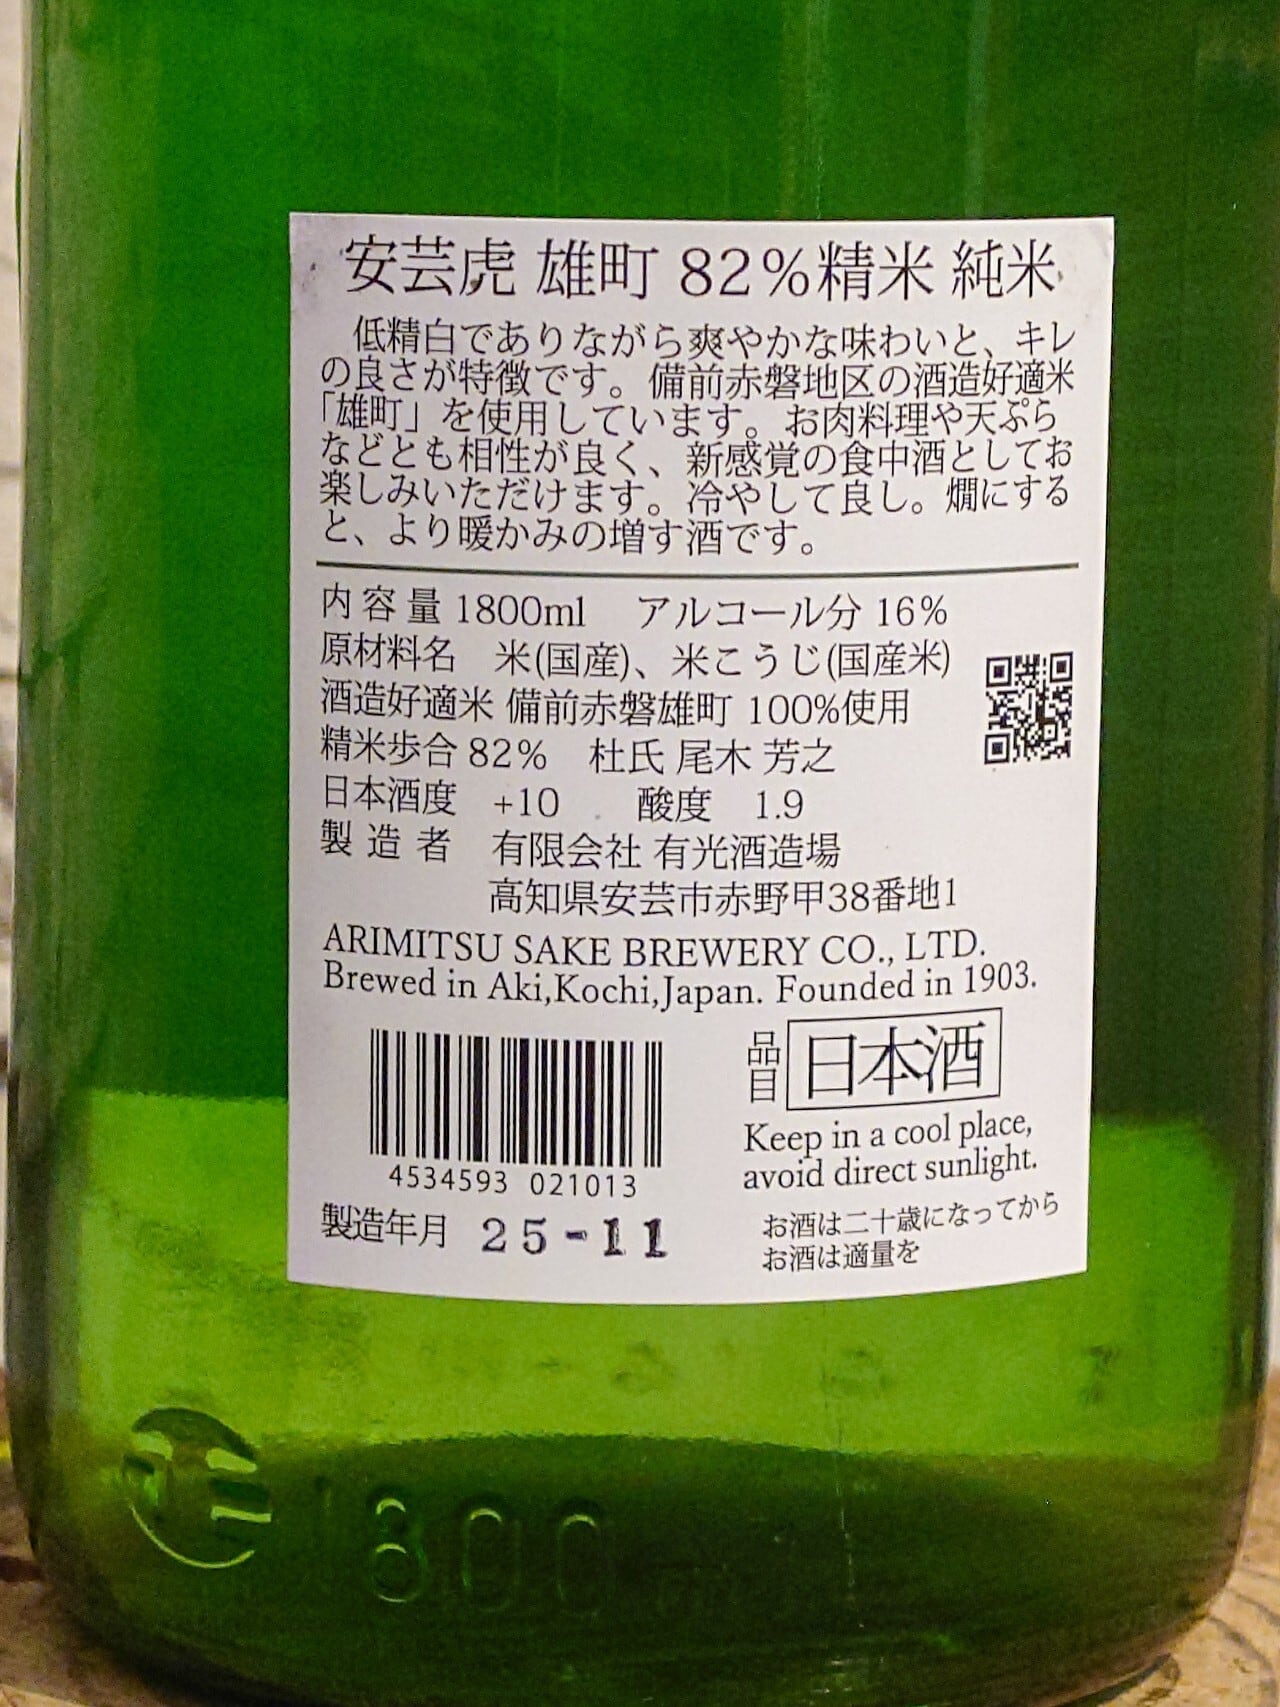 安芸虎 雄町 82%精米 純米
低精白でありながら爽やかな味わいと、キレ
の良さが特徴です。備前赤磐地区の酒造好適米
「雄町」を使用しています。お肉料理や天ぷら
などとも相性が良く、新感覚の食中酒としてお
楽しみいただけます。冷やして良し。燗にする
と、より暖かみの増す酒です。
内容量 1800ml アルコール分 16%
原材料名 米(国産)、米こうじ(国産米)
酒造好適米 備前赤磐雄町 100%使用
精米歩合 82% 杜氏 尾木 芳之
日本酒度 +10 酸度 1.9
製造者 有限会社 有光酒造場
高知県安芸市赤野甲38番地1
ARIMITSU SAKE BREWERY CO., LTD.
Brewed in Aki,Kochi,Japan. Founded in 1903.
品目 日本酒
Keep in a cool place,
avoid direct sunlight.
4534593 021013
製造年月 25-11
お酒は二十歳になってから
お酒は適量を
1800